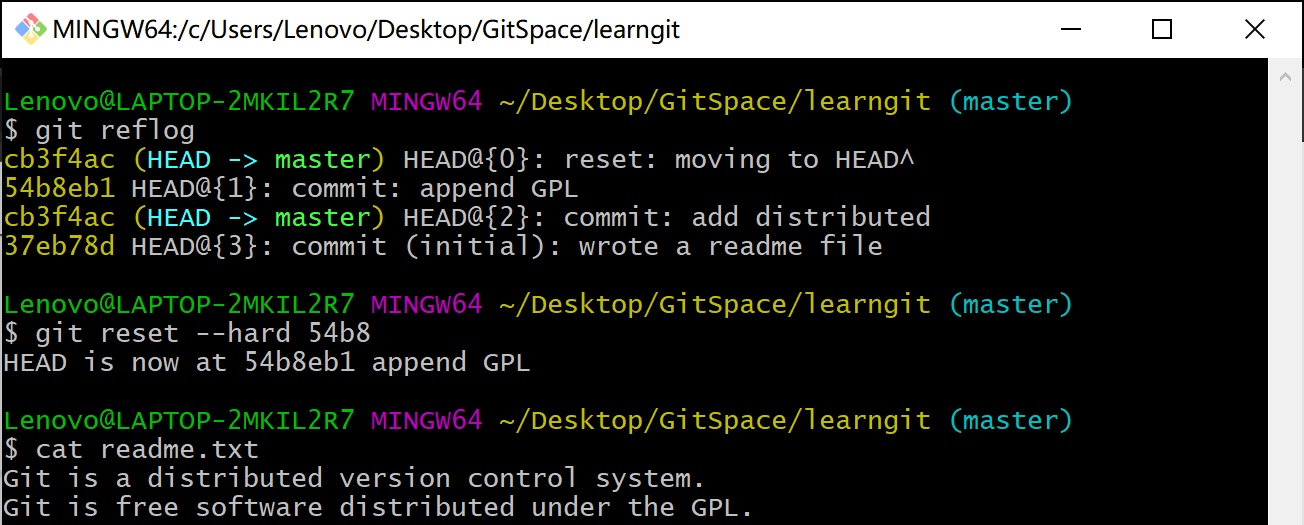 MINGW64:/c/Users/Lenovo/Desktop/GitSpace/learngit
Lenovo@LAPTOP-2MKIL2R7 MINGW64 ~/Desktop/GitSpace/learngit (master)
$ git reflog
cb3f4ac (HEAD -> master) HEAD@{0}: reset: moving to HEAD^
54b8eb1 HEAD@{1}: commit: append GPL
cb3f4ac (HEAD -> master) HEAD@{2}: commit: add distributed
37eb78d HEAD@{3}: commit (initial): wrote a readme file
Lenovo@LAPTOP-2MKIL2R7 MINGW64 ~/Desktop/GitSpace/learngit (master)
$ git reset --hard 54b8
HEAD is now at 54b8eb1 append GPL
Lenovo@LAPTOP-2MKIL2R7 MINGW64 ~/Desktop/GitSpace/learngit (master)
$ cat readme.txt
Git is a distributed version control system.
Git is free software distributed under the GPL.